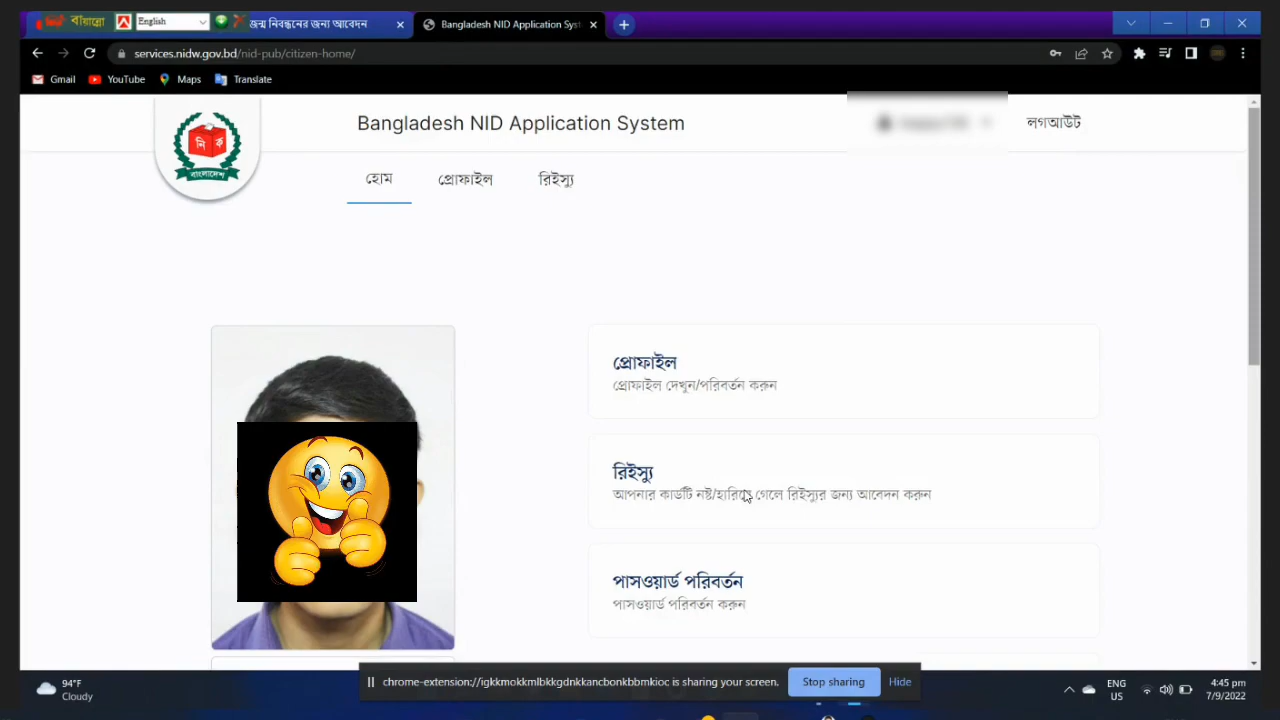 বাঁয়ান্নো English জন্ম নিবন্ধনের জন্য আবেদন Bangladesh NID Application Syst
services.nidw.gov.bd/nid-pub/citizen-home/
Gmail YouTube Maps Translate
Bangladesh NID Application System লগআউট
নি ক
বাংলাদেশ
হোম প্রোফাইল রিইস্যু
প্রোফাইল
প্রোফাইল দেখুন/পরিবর্তন করুন
রিইস্যু
আপনার কার্ডটি নষ্ট/হারিয়ে গেলে রিইস্যুর জন্য আবেদন করুন
পাসওয়ার্ড পরিবর্তন
পাসওয়ার্ড পরিবর্তন করুন
chrome-extension://igkkmokkmlbkkgdnkkancbonkbbmkioc is sharing your screen. Stop sharing Hide
94°F
Cloudy
ENG
US
4:45 pm
7/9/2022